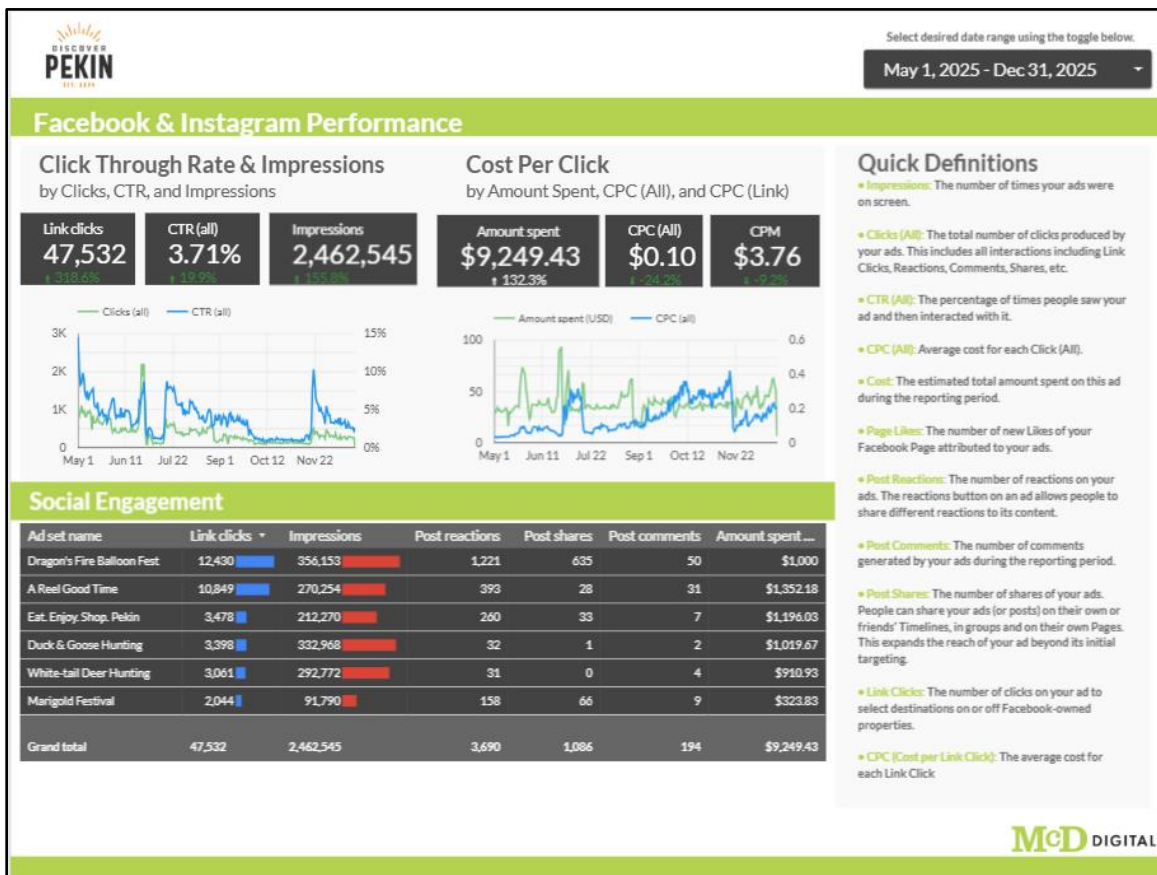 DISCOVER
PEKIN
Select desired date range using the toggle below.
May 1, 2025 - Dec 31, 2025
Facebook & Instagram Performance
Click Through Rate & Impressions
by Clicks, CTR, and Impressions
Link clicks
47,532
↑ 318.6%
CTR (all)
3.71%
↑ 19.9%
Impressions
2,462,545
↑ 155.8%
Clicks (all) CTR (all)
3K 15%
2K 10%
1K 5%
0 0%
May 1 Jun 11 Jul 22 Sep 1 Oct 12 Nov 22
Cost Per Click
by Amount Spent, CPC (All), and CPC (Link)
Amount spent
$9,249.43
↑ 132.3%
CPC (All)
$0.10
↓ -24.2%
CPM
$3.76
↓ -9.2%
Amount spent (USD) CPC (all)
100 0.6
0.4
50
0.2
0 0
May 1 Jun 11 Jul 22 Sep 1 Oct 12 Nov 22
Social Engagement
Ad set name Link clicks Impressions Post reactions Post shares Post comments Amount spent ...
Dragon's Fire Balloon Fest 12,430 356,153 1,221 635 50 $1,000
A Reel Good Time 10,849 270,254 393 28 31 $1,352.18
Eat. Enjoy. Shop. Pekin 3,478 212,270 260 33 7 $1,196.03
Duck & Goose Hunting 3,398 332,968 32 1 2 $1,019.67
White-tail Deer Hunting 3,061 292,772 31 0 4 $910.93
Marigold Festival 2,044 91,790 158 66 9 $323.83
Grand total 47,532 2,462,545 3,690 1,086 194 $9,249.43
Quick Definitions
• Impressions: The number of times your ads were
on screen.
• Clicks (All): The total number of clicks produced by
your ads. This includes all interactions including Link
Clicks, Reactions, Comments, Shares, etc.
• CTR (All): The percentage of times people saw your
ad and then interacted with it.
• CPC (All): Average cost for each Click (All).
• Cost: The estimated total amount spent on this ad
during the reporting period.
• Page Likes: The number of new Likes of your
Facebook Page attributed to your ads.
• Post Reactions: The number of reactions on your
ads. The reactions button on an ad allows people to
share different reactions to its content.
• Post Comments: The number of comments
generated by your ads during the reporting period.
• Post Shares: The number of shares of your ads.
People can share your ads (or posts) on their own or
friends' Timelines, in groups and on their own Pages.
This expands the reach of your ad beyond its initial
targeting.
• Link Clicks: The number of clicks on your ad to
select destinations on or off Facebook-owned
properties.
• CPC (Cost per Link Click): The average cost for
each Link Click
McD DIGITAL